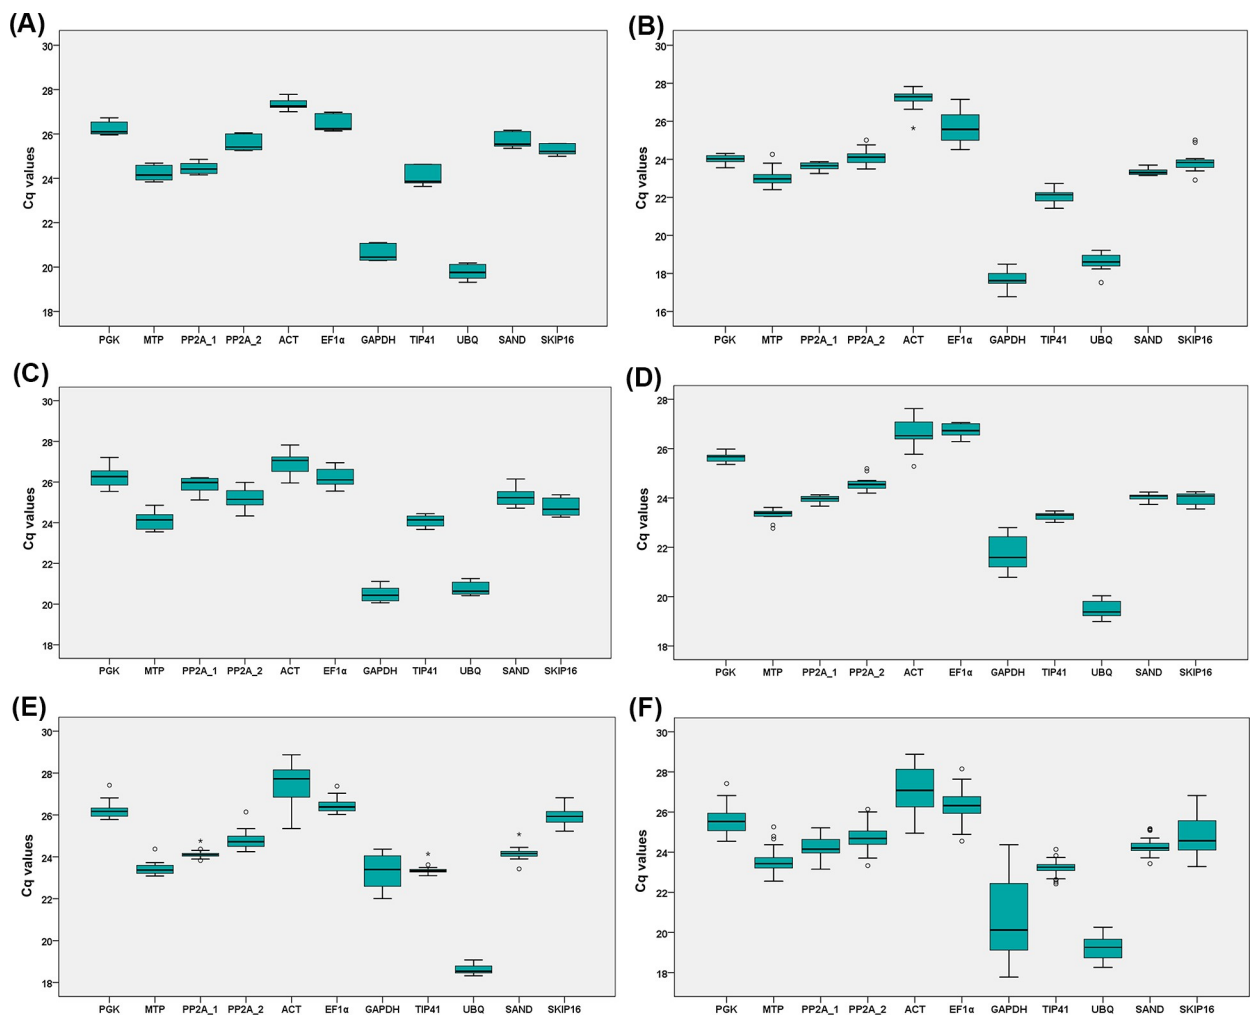 (A)
30
28
26
24
22
20
18
Cq values
PGK MTP PP2A_1 PP2A_2 ACT EF1α GAPDH TIP41 UBQ SAND SKIP16
(B)
30
28
26
24
22
20
18
16
Cq values
PGK MTP PP2A_1 PP2A_2 ACT EF1α GAPDH TIP41 UBQ SAND SKIP16
(C)
30
28
26
24
22
20
18
Cq values
PGK MTP PP2A_1 PP2A_2 ACT EF1α GAPDH TIP41 UBQ SAND SKIP16
(D)
28
26
24
22
20
18
Cq values
PGK MTP PP2A_1 PP2A_2 ACT EF1α GAPDH TIP41 UBQ SAND SKIP16
(E)
30
28
26
24
22
20
18
Cq values
PGK MTP PP2A_1 PP2A_2 ACT EF1α GAPDH TIP41 UBQ SAND SKIP16
(F)
30
28
26
24
22
20
18
Cq values
PGK MTP PP2A_1 PP2A_2 ACT EF1α GAPDH TIP41 UBQ SAND SKIP16